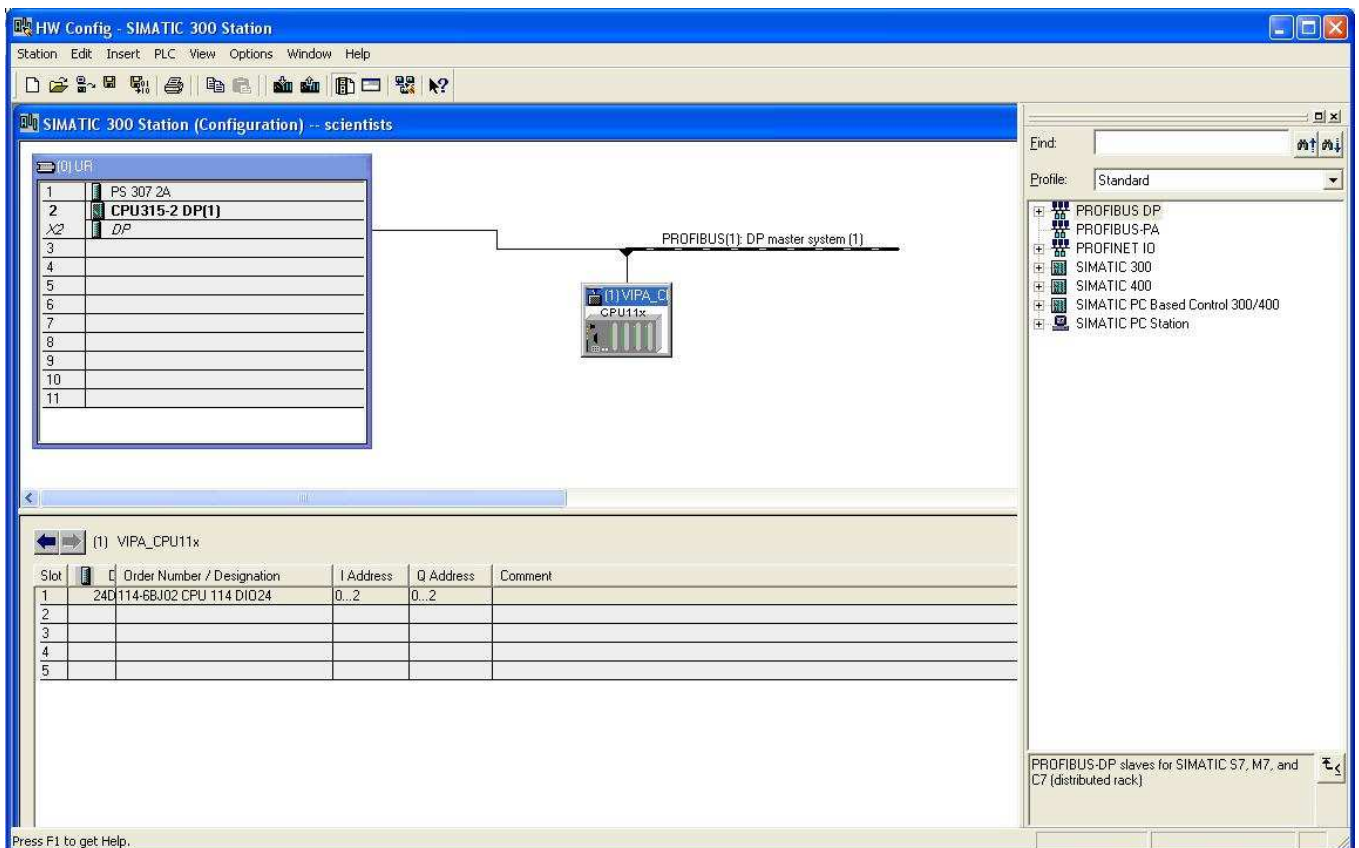 HW Config - SIMATIC 300 Station
Station Edit Insert PLC View Options Window Help
SIMATIC 300 Station (Configuration) -- scientists
(0) UR
1 PS 307 2A
2 CPU315-2 DP(1)
X2 DP
3
4
5
6
7
8
9
10
11
PROFIBUS(1): DP master system (1)
(1) VIPA_C
CPU11x
(1) VIPA_CPU11x
Slot D Order Number / Designation I Address Q Address Comment
1 24D 114-6BJ02 CPU 114 DIO24 0...2 0...2
2
3
4
5
Find:
Profile: Standard
PROFIBUS DP
PROFIBUS-PA
PROFINET IO
SIMATIC 300
SIMATIC 400
SIMATIC PC Based Control 300/400
SIMATIC PC Station
PROFIBUS-DP slaves for SIMATIC S7, M7, and
C7 (distributed rack)
Press F1 to get Help.